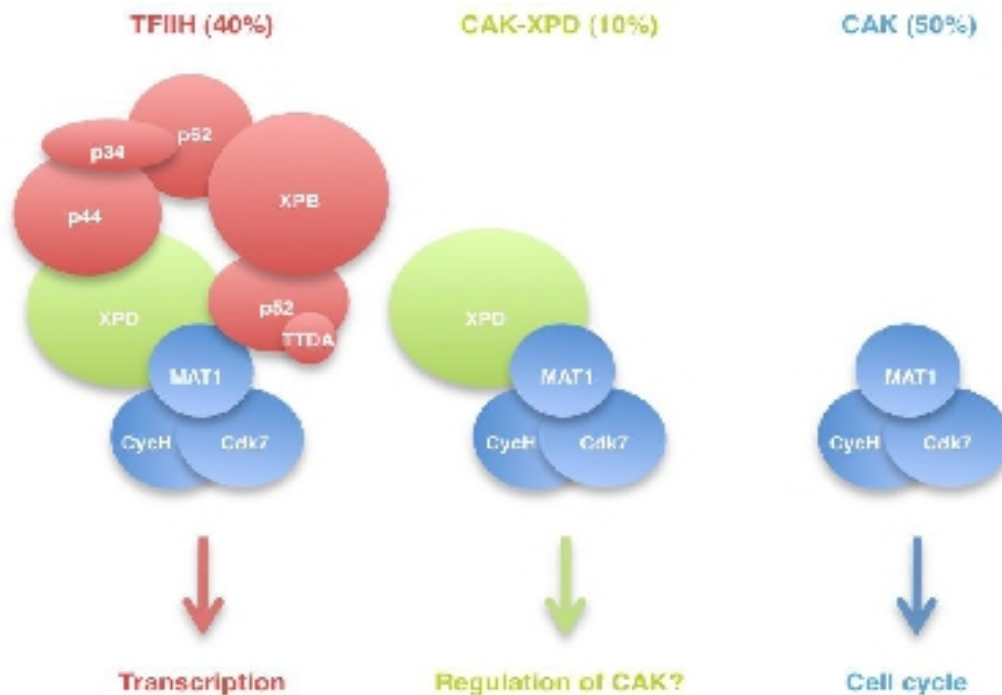 TFIIH (40%)
CAK-XPD (10%)
CAK (50%)
p52
p34
XPB
p44
p52
XPD
TTDA
MAT1
CycH
Cdk7
XPD
MAT1
CycH
Cdk7
MAT1
CycH
Cdk7
Transcription
Regulation of CAK?
Cell cycle